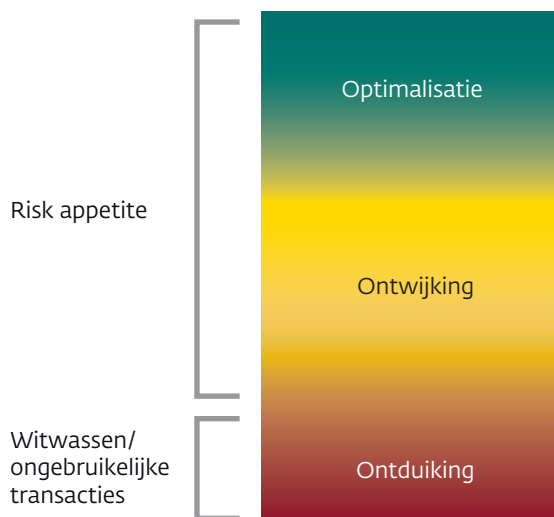 Optimalisatie
Risk appetite
Ontwijking
Witwassen/
ongebruikelijke
transacties
Ontduiking